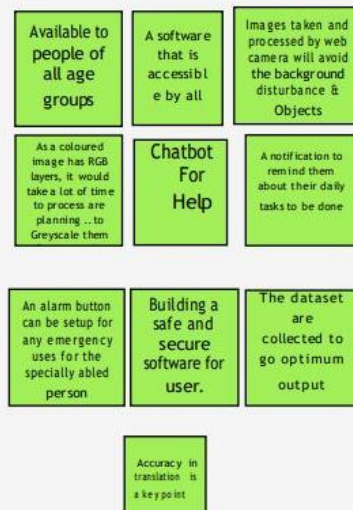 Available to
people of
all age
groups
A software
that is
accessibl
e by all
Images taken and
processed by web
camera will avoid
the background
disturbance &
Objects
As a coloured
image has RGB
layers, it would
take a lot of time
to process are
planning ..to
Greyscale them
Chatbot
For
Help
A notification to
remind them
about their daily
tasks to be done
An alarm button
can be setup for
any emergency
uses for the
specially abled
person
Building a
safe and
secure
software for
user.
The dataset
are
collected to
go optimum
output
Accuracy in
translation is
a key point